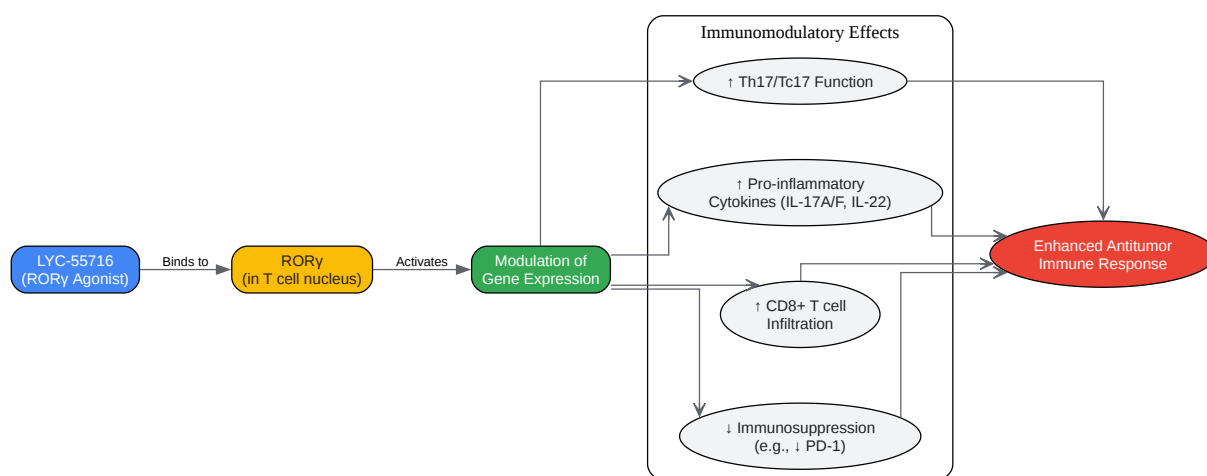 Immunomodulatory Effects
↑ Th17/Tc17 Function
↑ Pro-inflammatory
Cytokines (IL-17A/F, IL-22)
LYC-55716
(RORγ Agonist)
Binds to
RORγ
(in T cell nucleus)
Activates
Modulation of
Gene Expression
Enhanced Antitumor
Immune Response
↑ CD8+ T cell
Infiltration
↓ Immunosuppression
(e.g., ↓ PD-1)